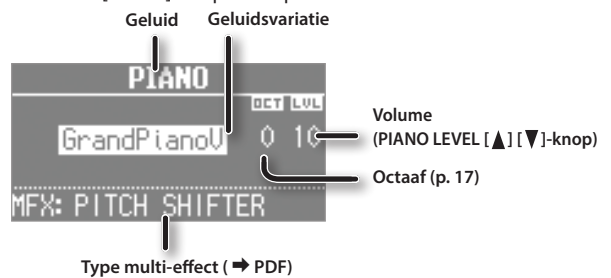 Geluid Geluidsvariatie
PIANO
OCT LVL
GrandPianoV 0 10
Volume
(PIANO LEVEL [▲] [▼]-knop)
Octaaf (p. 17)
MFX: PITCH SHIFTER
Type multi-effect ( ➡ PDF)